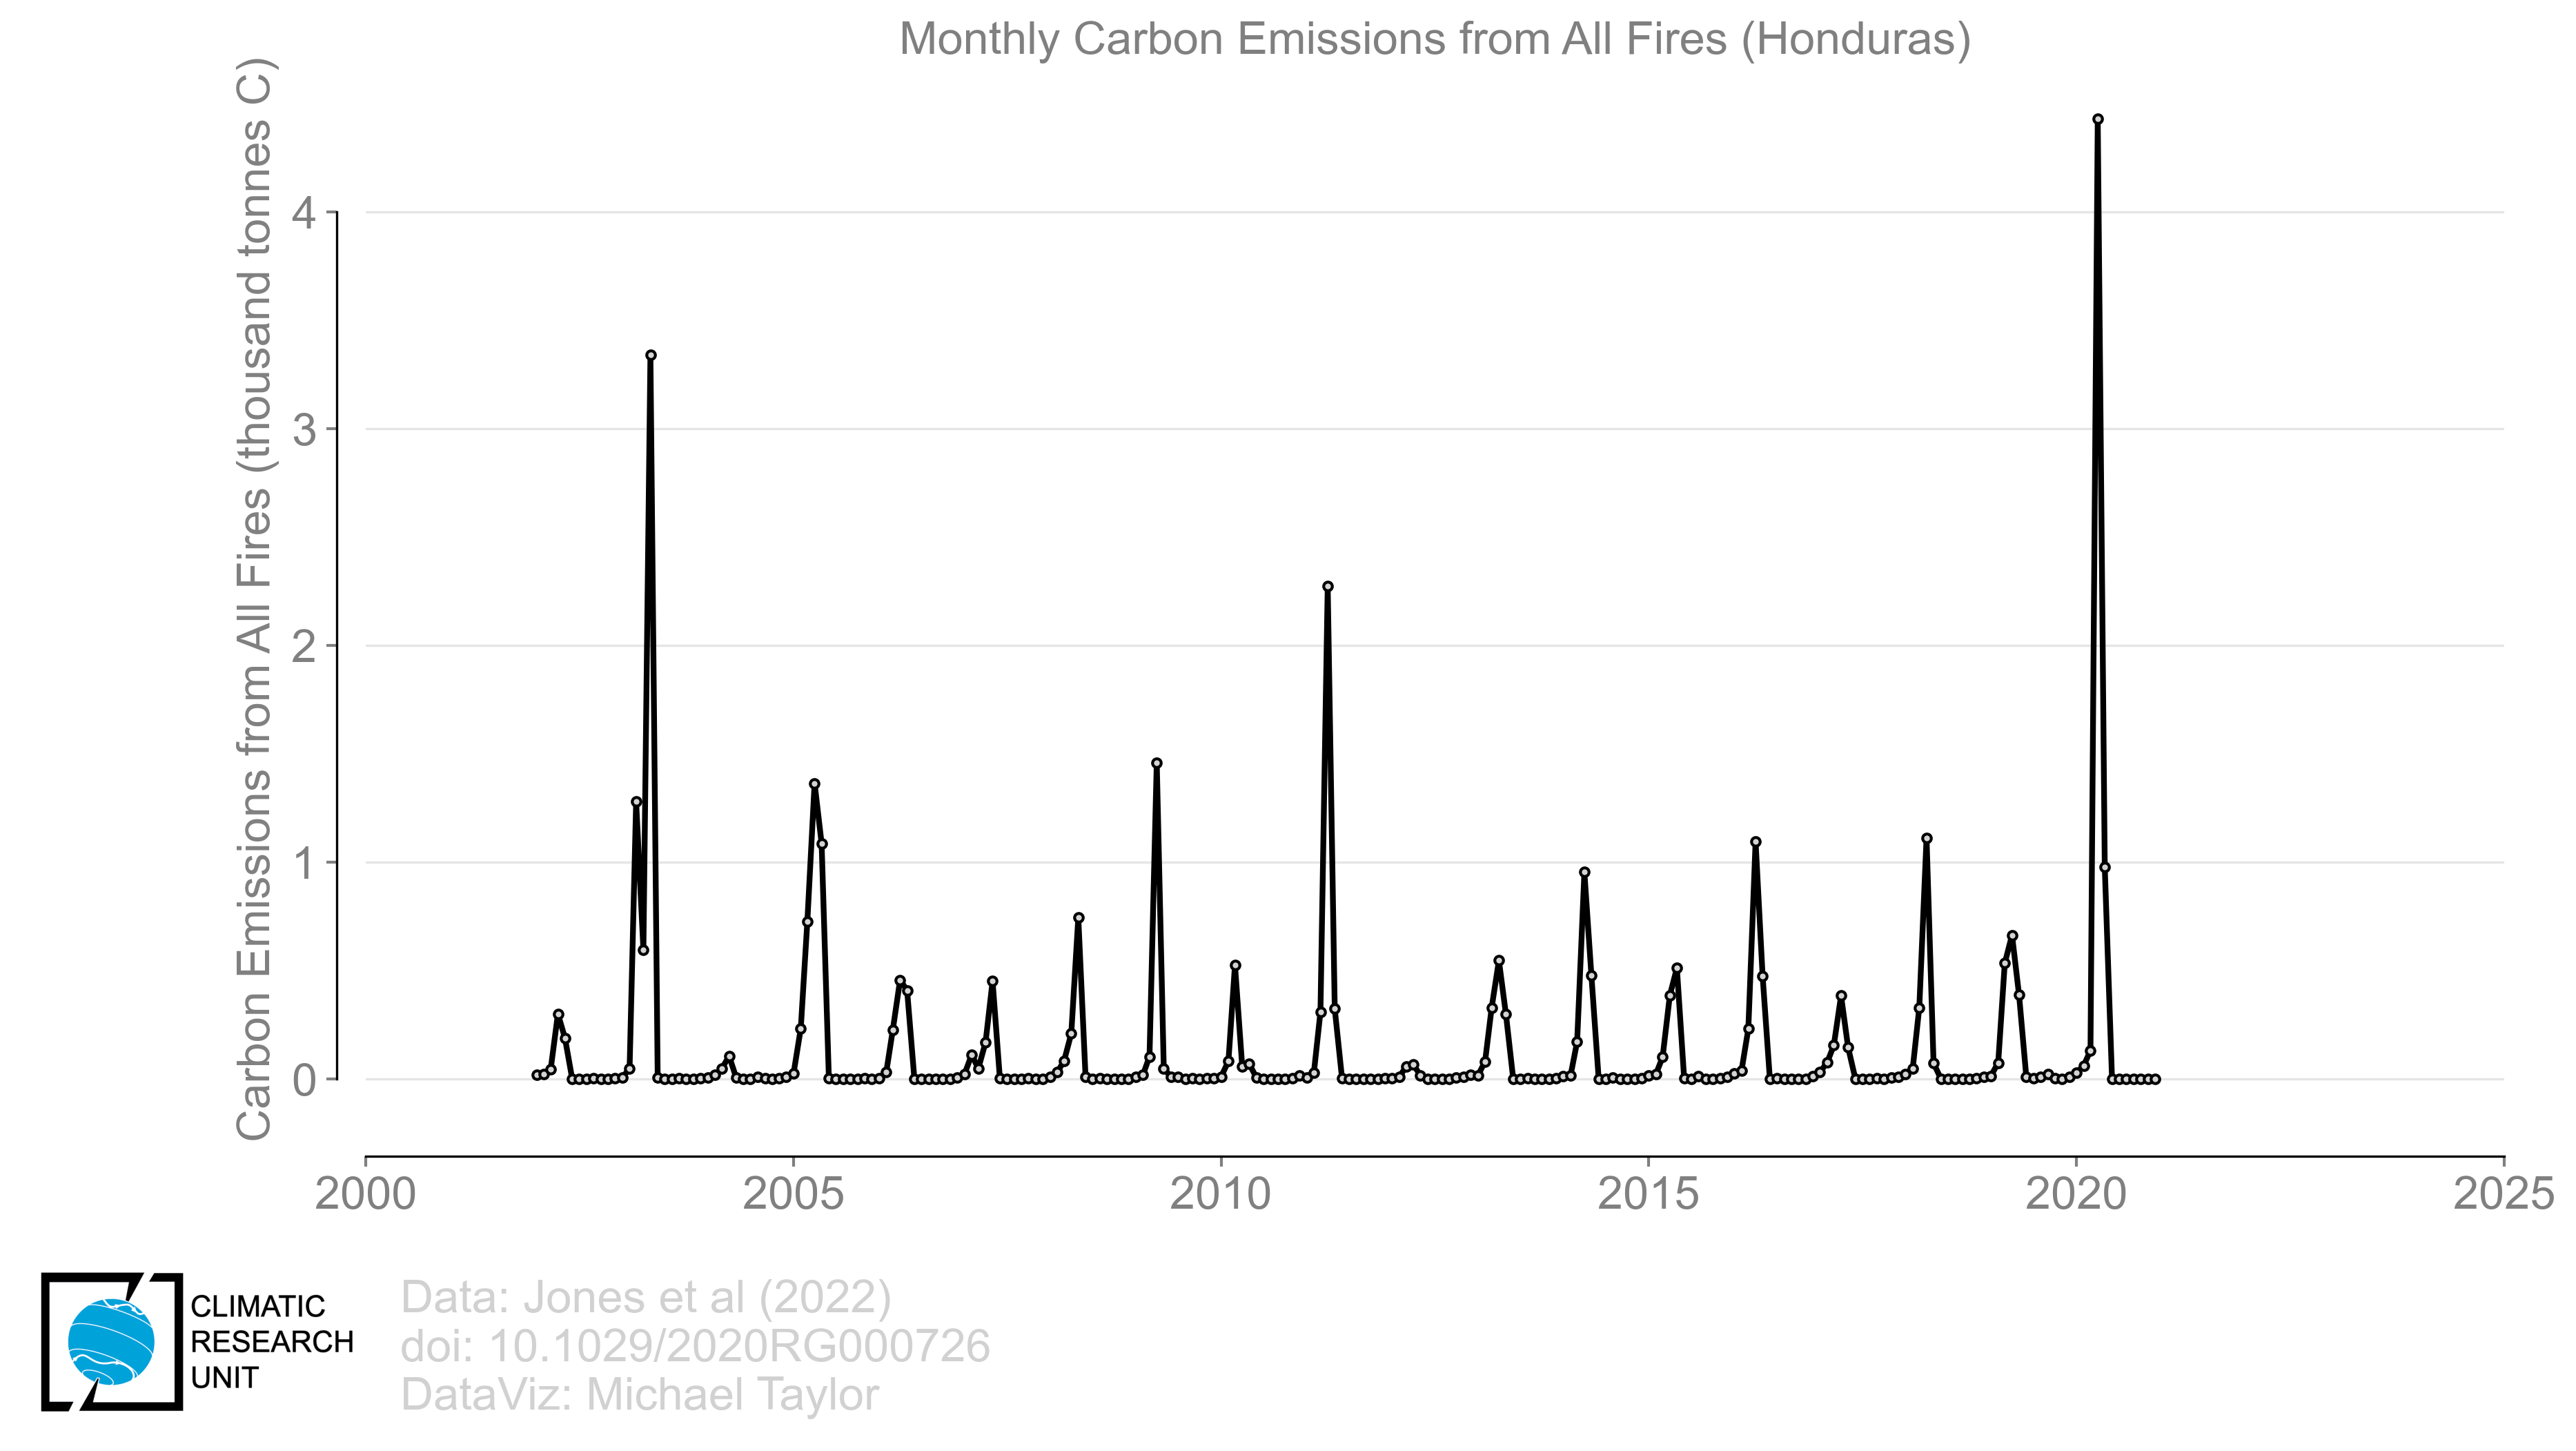 Monthly Carbon Emissions from All Fires (Honduras)
Carbon Emissions from All Fires (thousand tonnes C)
4
3
2
1
0
2000 2005 2010 2015 2020 2025
CLIMATIC
RESEARCH
UNIT
Data: Jones et al (2022)
doi: 10.1029/2020RG000726
DataViz: Michael Taylor